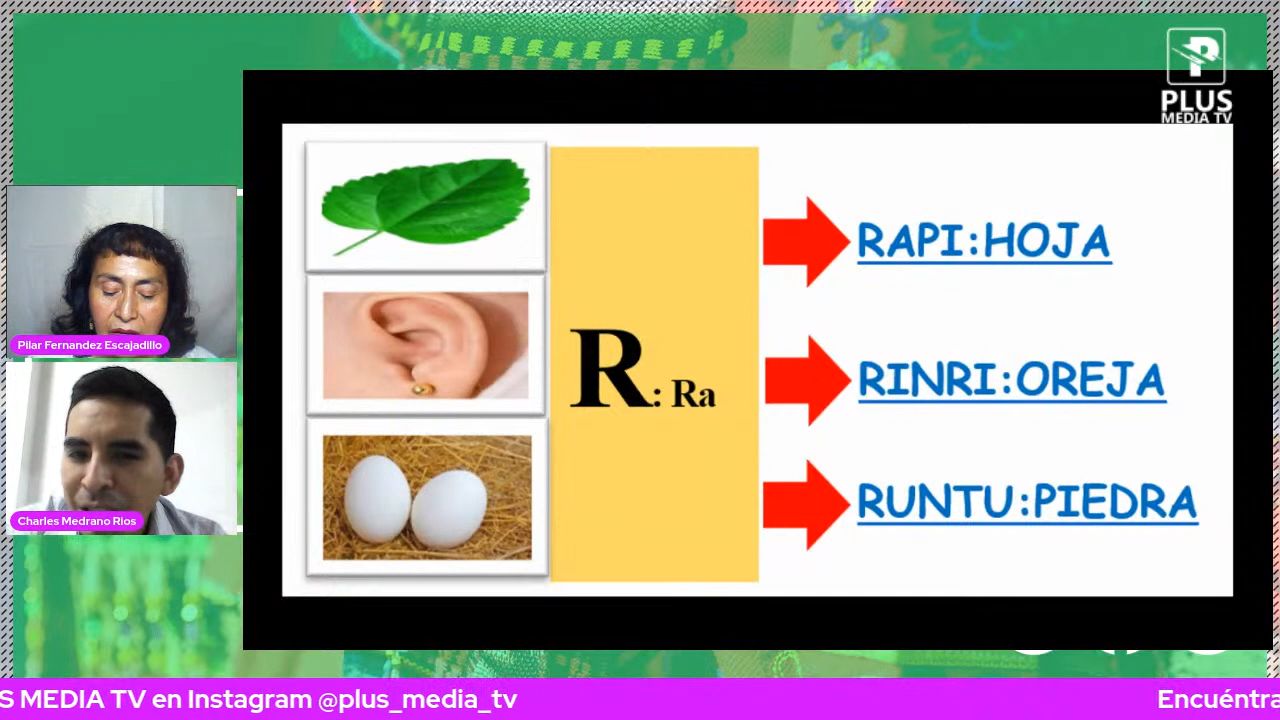 PLUS
MEDIA TV
RAPI:HOJA
R: Ra
RINRI:OREJA
RUNTU:PIEDRA
Pilar Fernandez Escajadillo
Charles Medrano Rios
MEDIA TV en Instagram @plus_media_tv